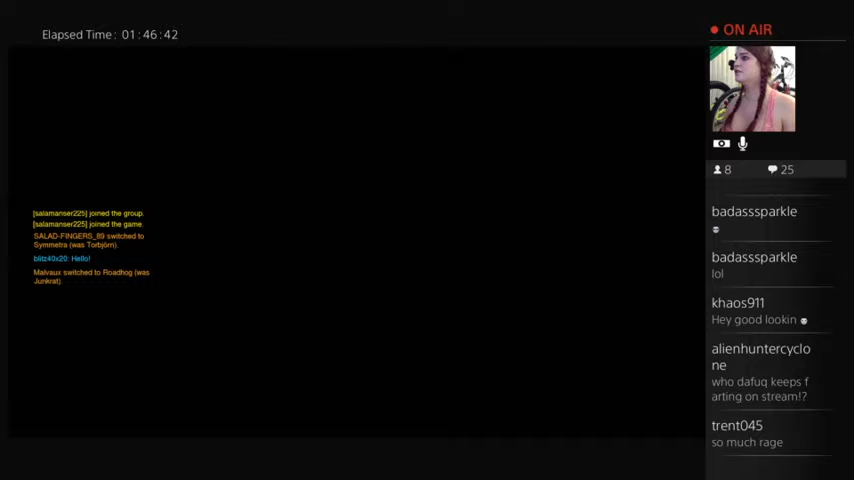 Elapsed Time: 01:46:42
ON AIR
8
25
[salamanser225] joined the group.
[salamanser225] joined the game.
SALAD-FINGERS_89 switched to
Symmetra (was Torbjörn).
blitz40x20: Hello!
Malvaux switched to Roadhog (was
Junkrat).
badasssparkle
badasssparkle
lol
khaos911
Hey good lookin
alienhuntercyclo
ne
who dafuq keeps f
arting on stream!?
trent045
so much rage